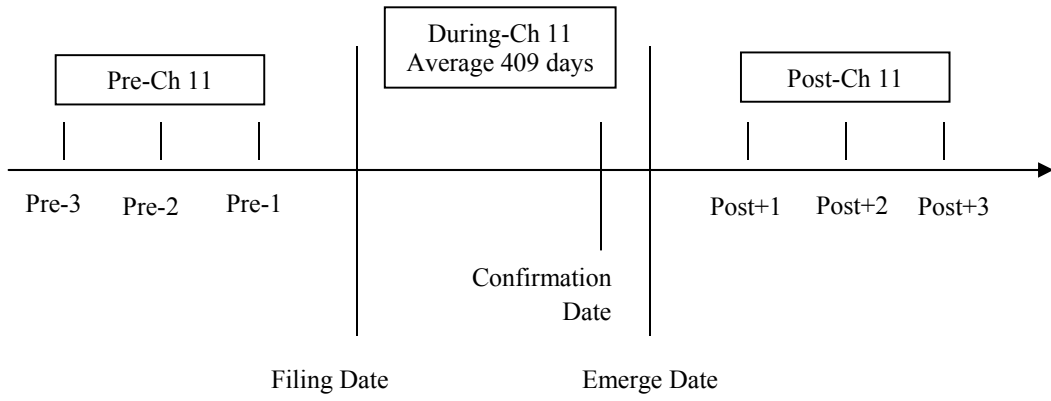 During-Ch 11
Average 409 days
Pre-Ch 11
Post-Ch 11
Pre-3
Pre-2
Pre-1
Post+1
Post+2
Post+3
Confirmation
Date
Filing Date
Emerge Date